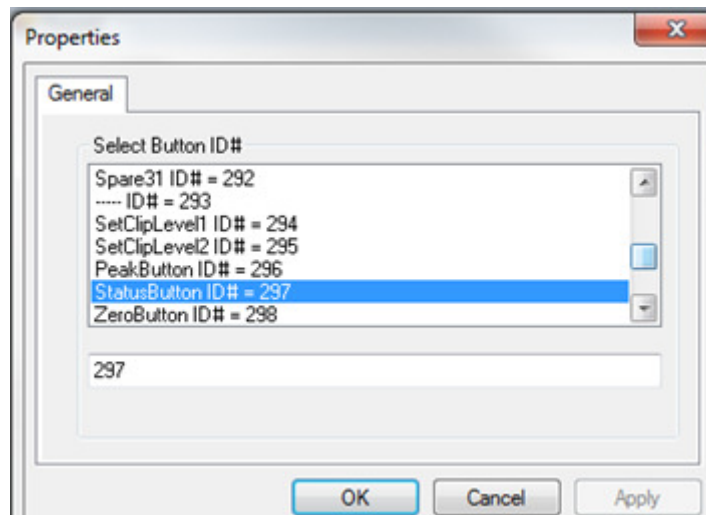 Properties
General
Select Button ID#
Spare31 ID# = 292
----- ID# = 293
SetClipLevel1 ID# = 294
SetClipLevel2 ID# = 295
PeakButton ID# = 296
StatusButton ID# = 297
ZeroButton ID# = 298
297
OK Cancel Apply